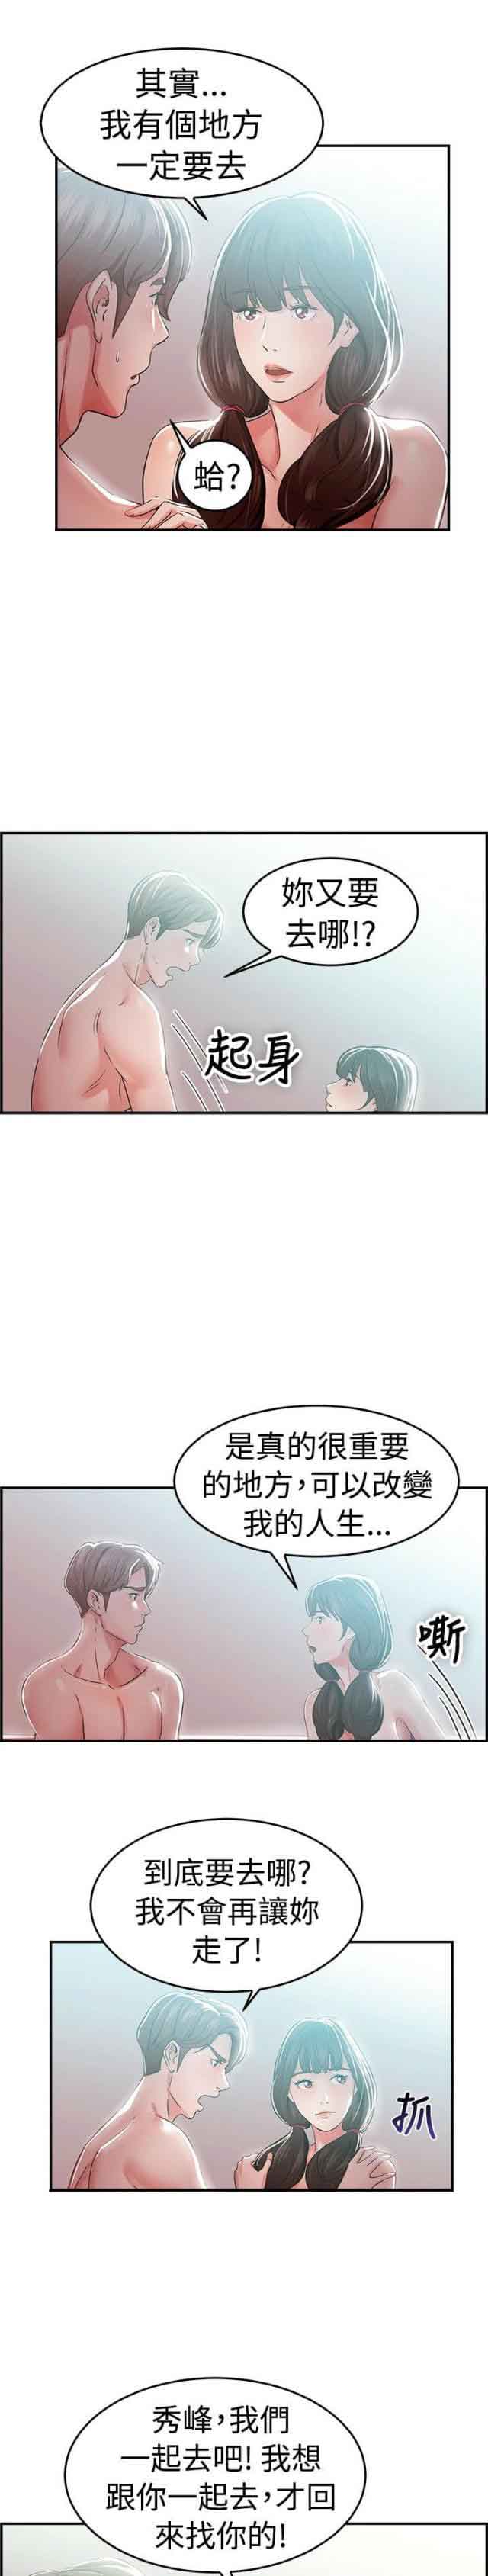 其實...
我有個地方
一定要去
蛤?
妳又要
去哪!?
起身
是真的很重要
的地方,可以改變
我的人生...
嘶
到底要去哪?
我不會再讓妳
走了!
抓
秀峰,我們
一起去吧! 我想
跟你一起去,才回
來找你的!